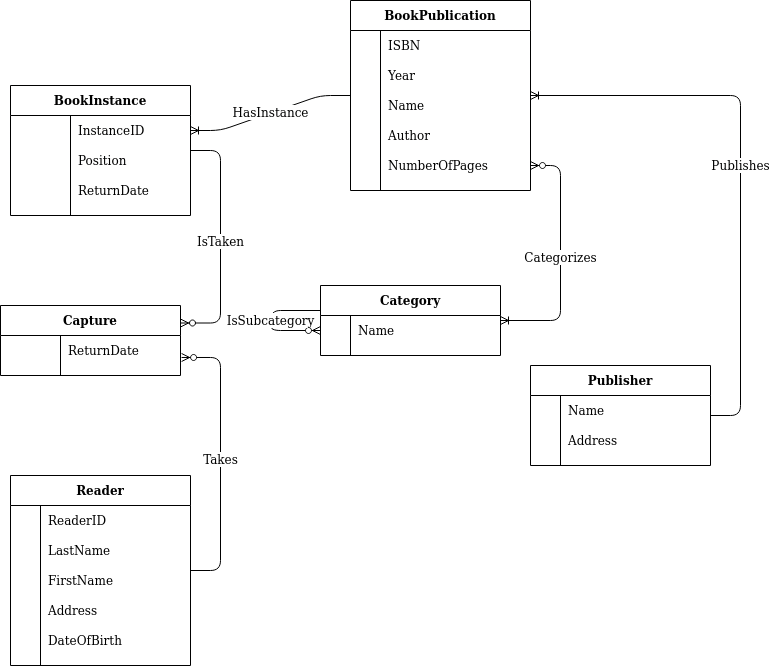 BookPublication
ISBN
Year
Name
Author
NumberOfPages
BookInstance
InstanceID
Position
ReturnDate
HasInstance
Publishes
IsTaken
Categorizes
Capture
ReturnDate
IsSubcategory
Category
Name
Publisher
Name
Address
Takes
Reader
ReaderID
LastName
FirstName
Address
DateOfBirth